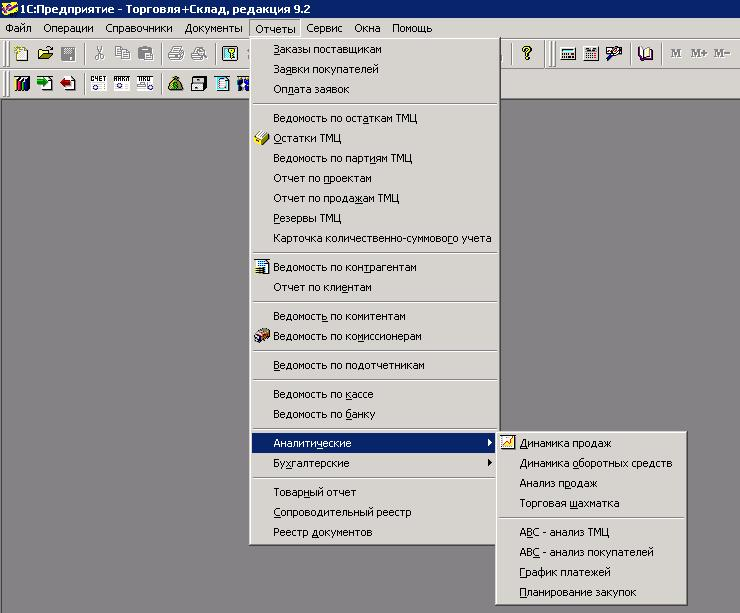 1С:Предприятие - Торговля+Склад, редакция 9.2
Файл Операции Справочники Документы Отчеты Сервис Окна Помощь
M M+ M−
СЧЕТ
Заказы поставщикам
Заявки покупателей
Оплата заявок
Ведомость по остаткам ТМЦ
Остатки ТМЦ
Ведомость по партиям ТМЦ
Отчет по проектам
Отчет по продажам ТМЦ
Резервы ТМЦ
Карточка количественно-суммового учета
Ведомость по контрагентам
Отчет по клиентам
Ведомость по комитентам
Ведомость по комиссионерам
Ведомость по подотчетникам
Ведомость по кассе
Ведомость по банку
Аналитические
Бухгалтерские
Товарный отчет
Сопроводительный реестр
Реестр документов
Динамика продаж
Динамика оборотных средств
Анализ продаж
Торговая шахматка
ABC - анализ ТМЦ
ABC - анализ покупателей
График платежей
Планирование закупок